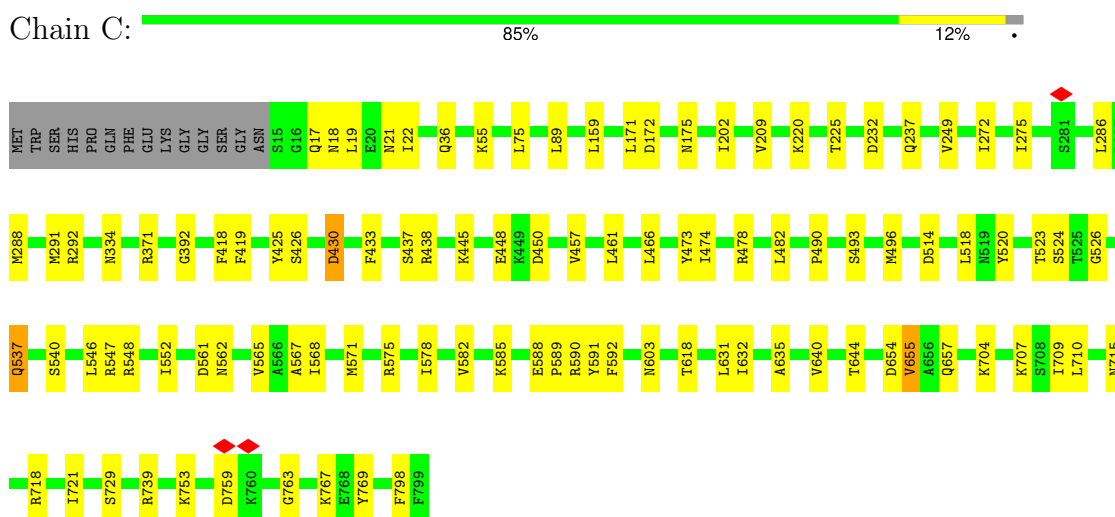 Chain C:
85% 12% •
MET TRP SER HIS PRO GLN PHE GLU LYS GLY GLY SER GLY ASN S15 G16 Q17 N18 L19 E20 N21 I22 Q36 K55 L75 L89 L159 L171 D172 N175 I202 V209 K220 T225 D232 Q237 V249 I272 I275 S281 L286
M288 M291 R292 N334 R371 G392 F418 F419 Y425 S426 D430 F433 S437 R438 K445 E448 K449 D450 V457 L461 L466 Y473 I474 R478 L482 P490 S493 M496 D514 L518 N519 Y520 T523 S524 T525 G526
Q537 S540 L546 R547 R548 I552 D561 N562 V565 A566 A567 I568 M571 R575 I578 V582 K585 E588 P589 R590 Y591 F592 N603 T618 L631 I632 A635 V640 T644 D654 V655 A656 Q657 K704 K707 S708 I709 L710 N715
R718 I721 S729 R739 K753 D759 K760 G763 K767 E768 Y769 F798 F799